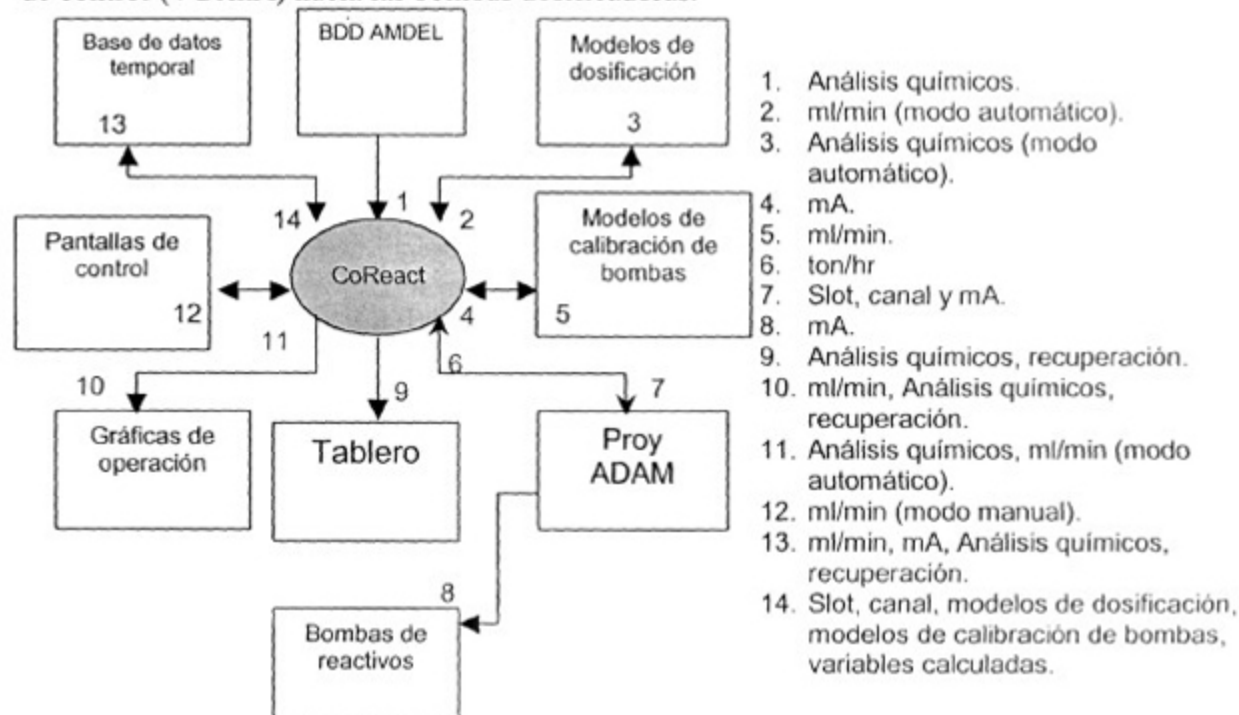 Base de datos
temporal
13
BDD AMDEL
Modelos de
dosificación
3
14
1
2
Pantallas de
control
12
CoReact
Modelos de
calibración de
bombas
4
5
11
10
6
9
7
Gráficas de
operación
Tablero
Proy
ADAM
8
Bombas de
reactivos
1. Análisis químicos.
2. ml/min (modo automático).
3. Análisis químicos (modo
automático).
4. mA.
5. ml/min.
6. ton/hr
7. Slot, canal y mA.
8. mA.
9. Análisis químicos, recuperación.
10. ml/min, Análisis químicos,
recuperación.
11. Análisis químicos, ml/min (modo
automático).
12. ml/min (modo manual).
13. ml/min, mA, Análisis químicos,
recuperación.
14. Slot, canal, modelos de dosificación,
modelos de calibración de bombas,
variables calculadas.